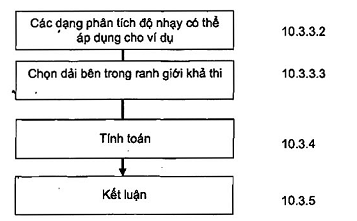 Các dạng phân tích độ nhạy có thể
áp dụng cho ví dụ
10.3.3.2
Chọn dải bên trong ranh giới khả thi
10.3.3.3
Tính toán
10.3.4
Kết luận
10.3.5